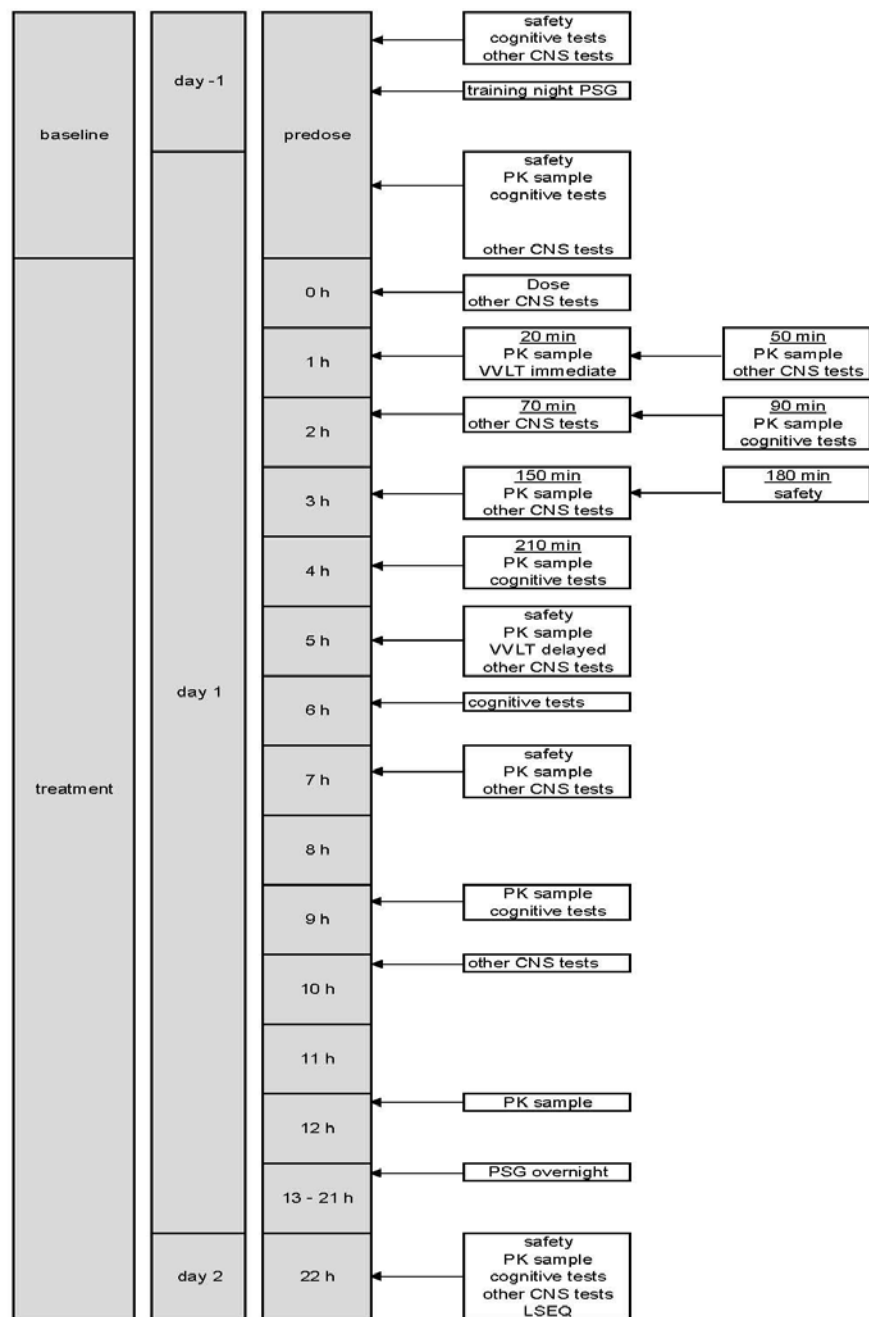 safety
cognitive tests
other CNS tests
day -1
training night PSG
baseline
predose
safety
PK sample
cognitive tests
other CNS tests
0 h
Dose
other CNS tests
1 h
20 min
PK sample
VVLT immediate
50 min
PK sample
other CNS tests
2 h
70 min
other CNS tests
90 min
PK sample
cognitive tests
3 h
150 min
PK sample
other CNS tests
180 min
safety
4 h
210 min
PK sample
cognitive tests
5 h
safety
PK sample
VVLT delayed
other CNS tests
day 1
6 h
cognitive tests
treatment
7 h
safety
PK sample
other CNS tests
8 h
9 h
PK sample
cognitive tests
10 h
other CNS tests
11 h
12 h
PK sample
13 - 21 h
PSG overnight
day 2
22 h
safety
PK sample
cognitive tests
other CNS tests
LSEQ